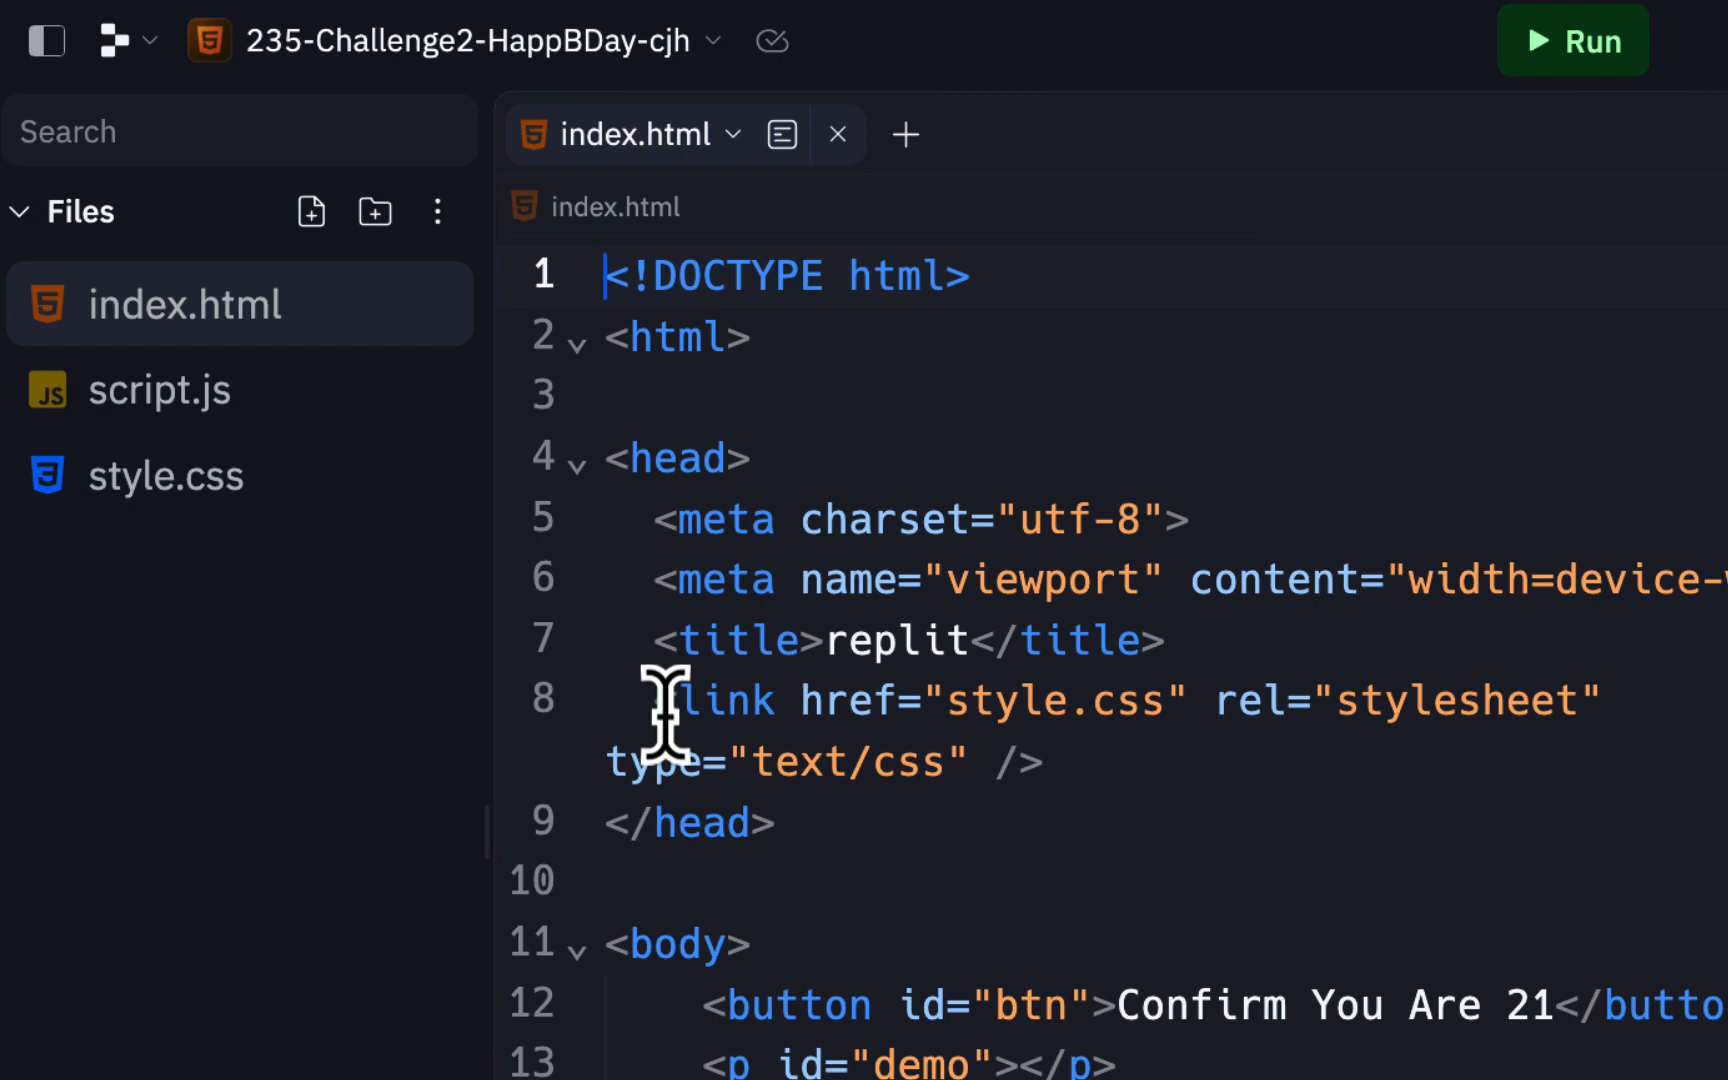 235-Challenge2-HappBDay-cjh
Run
Search
index.html
Files
index.html
index.html
script.js
style.css
1 <!DOCTYPE html>
2 <html>
3
4 <head>
5 <meta charset="utf-8">
6 <meta name="viewport" content="width=device-
7 <title>replit</title>
8 link href="style.css" rel="stylesheet"
type="text/css" />
9 </head>
10
11 <body>
12 <button id="btn">Confirm You Are 21</butto
13 <p id="demo"></p>